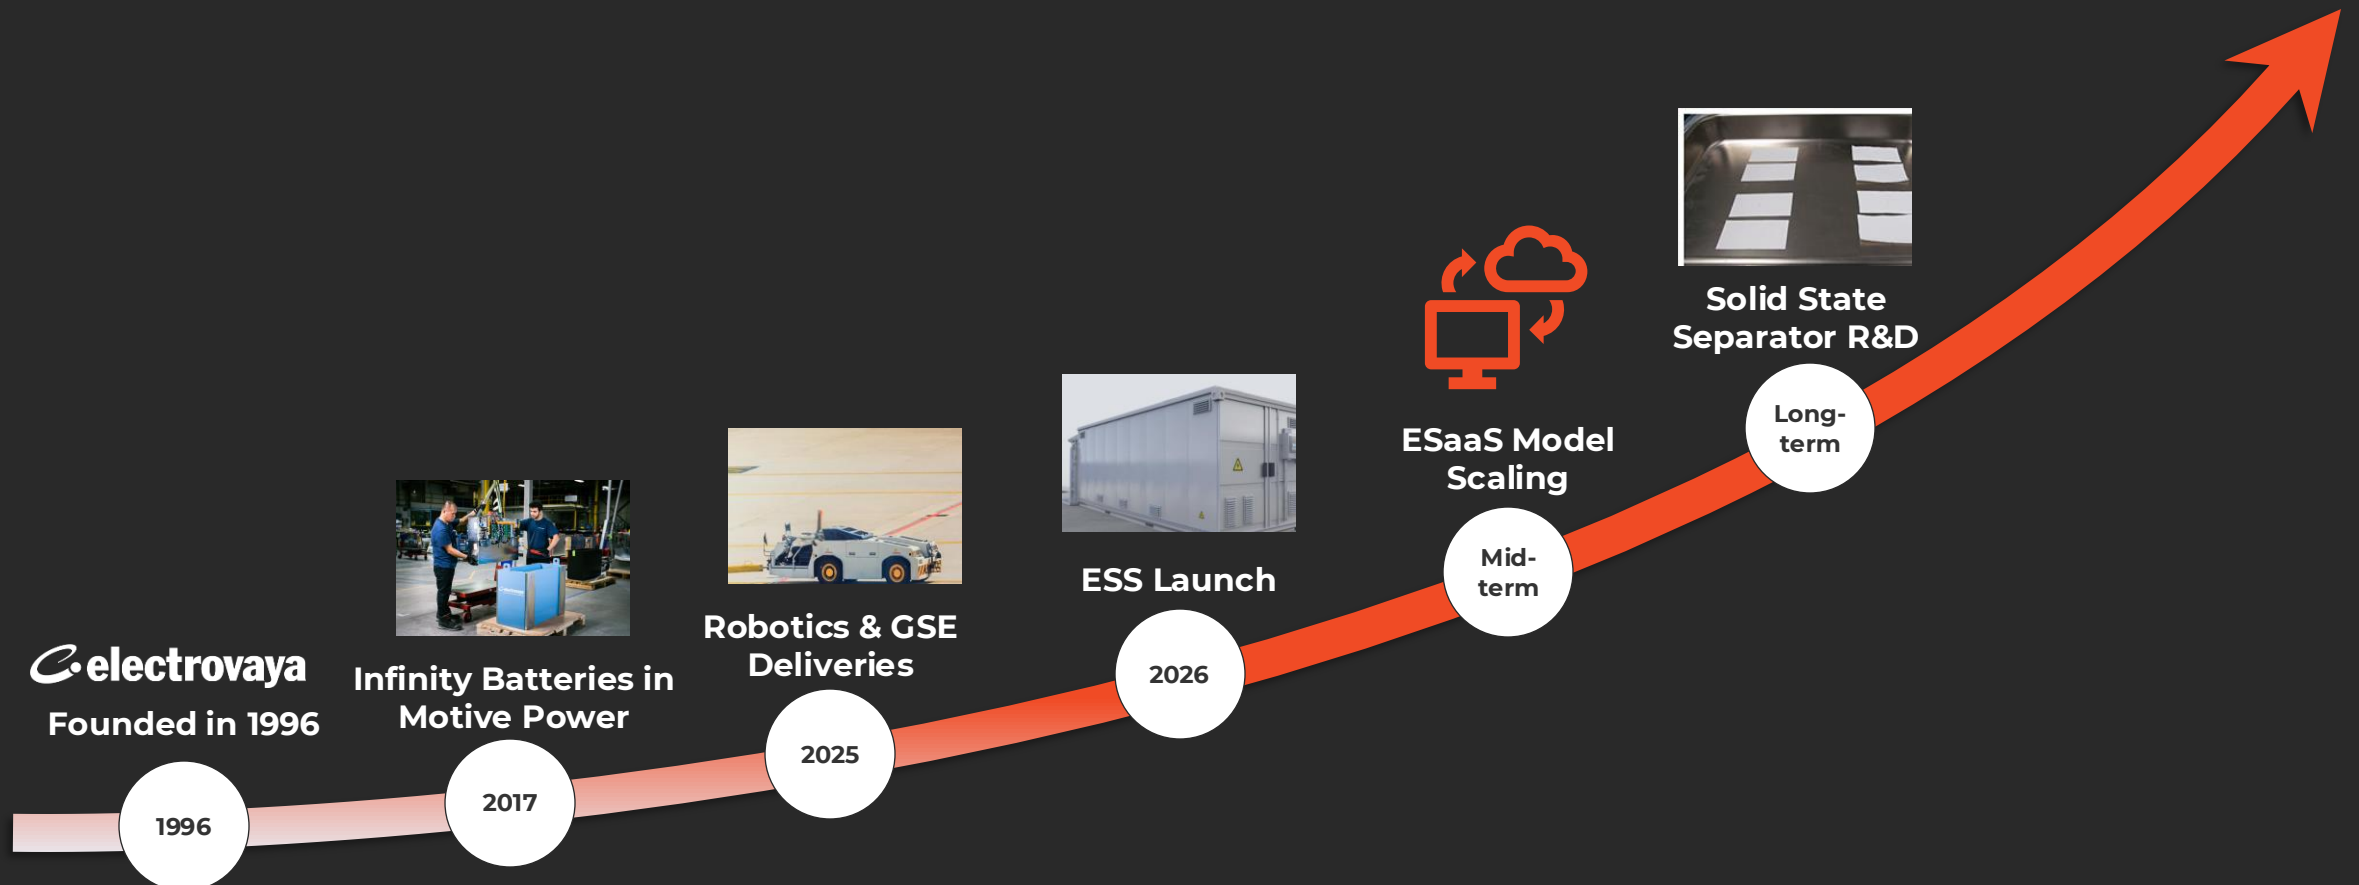 electrovaya
Founded in 1996
1996
Infinity Batteries in
Motive Power
2017
Robotics & GSE
Deliveries
2025
ESS Launch
2026
ESaaS Model
Scaling
Mid-
term
Solid State
Separator R&D
Long-
term